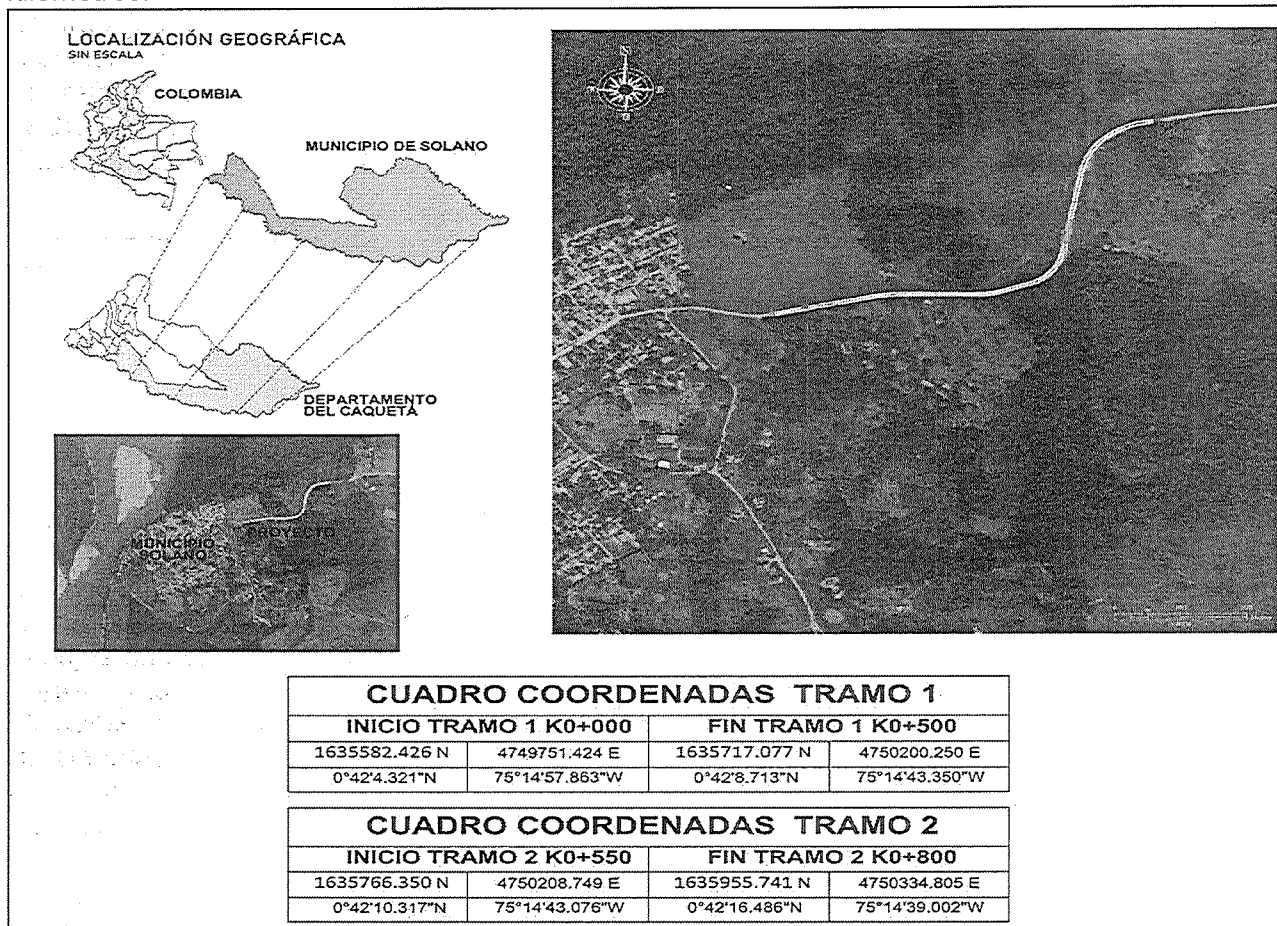 LOCALIZACIÓN GEOGRÁFICA
SIN ESCALA
COLOMBIA
MUNICIPIO DE SOLANO
DEPARTAMENTO
DEL CAQUETÁ
MUNICIPIO
SOLANO
PROYECTO
CUADRO COORDENADAS TRAMO 1
INICIO TRAMO 1 K0+000 FIN TRAMO 1 K0+500
1635582.426 N 4749751.424 E 1635717.077 N 4750200.250 E
0°42'4.321"N 75°14'57.863"W 0°42'8.713"N 75°14'43.350"W
CUADRO COORDENADAS TRAMO 2
INICIO TRAMO 2 K0+550 FIN TRAMO 2 K0+800
1635766.350 N 4750208.749 E 1635955.741 N 4750334.805 E
0°42'10.317"N 75°14'43.076"W 0°42'16.486"N 75°14'39.002"W